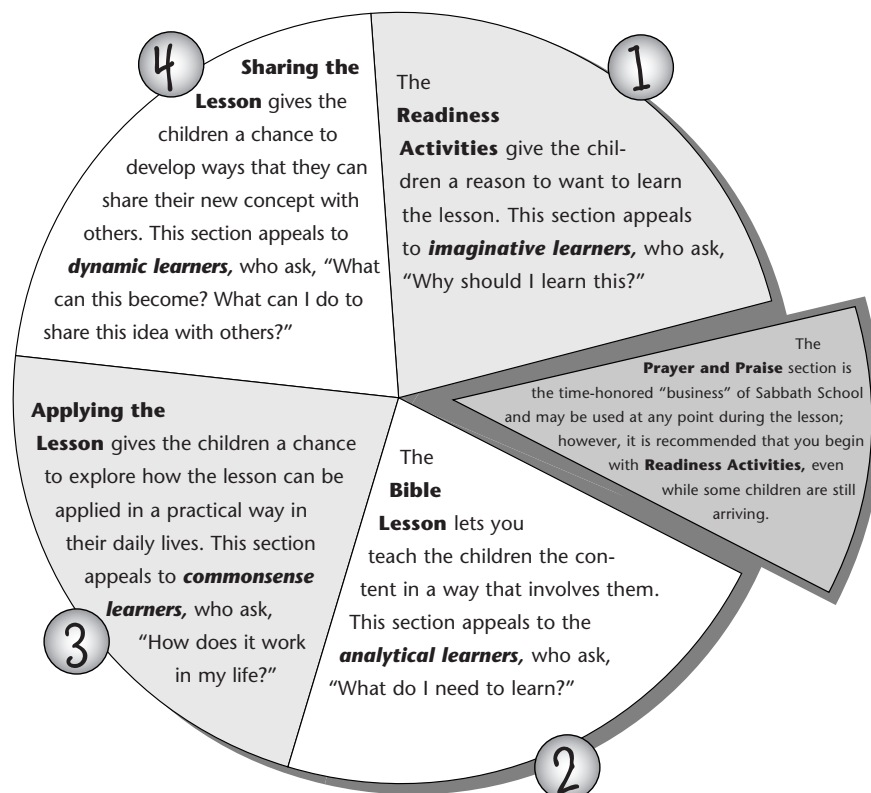 1
The
Readiness
Activities give the chil-
dren a reason to want to learn
the lesson. This section appeals
to imaginative learners, who ask,
“Why should I learn this?”
The
Prayer and Praise section is
the time-honored “business” of Sabbath School
and may be used at any point during the lesson;
however, it is recommended that you begin
with Readiness Activities, even
while some children are still
arriving.
2
The
Bible
Lesson lets you
teach the children the con-
tent in a way that involves them.
This section appeals to the
analytical learners, who ask,
“What do I need to learn?”
3
Applying the
Lesson gives the children a chance
to explore how the lesson can be
applied in a practical way in
their daily lives. This section
appeals to commonsense
learners, who ask,
“How does it work
in my life?”
4
Sharing the
Lesson gives the
children a chance to
develop ways that they can
share their new concept with
others. This section appeals to
dynamic learners, who ask, “What
can this become? What can I do to
share this idea with others?”